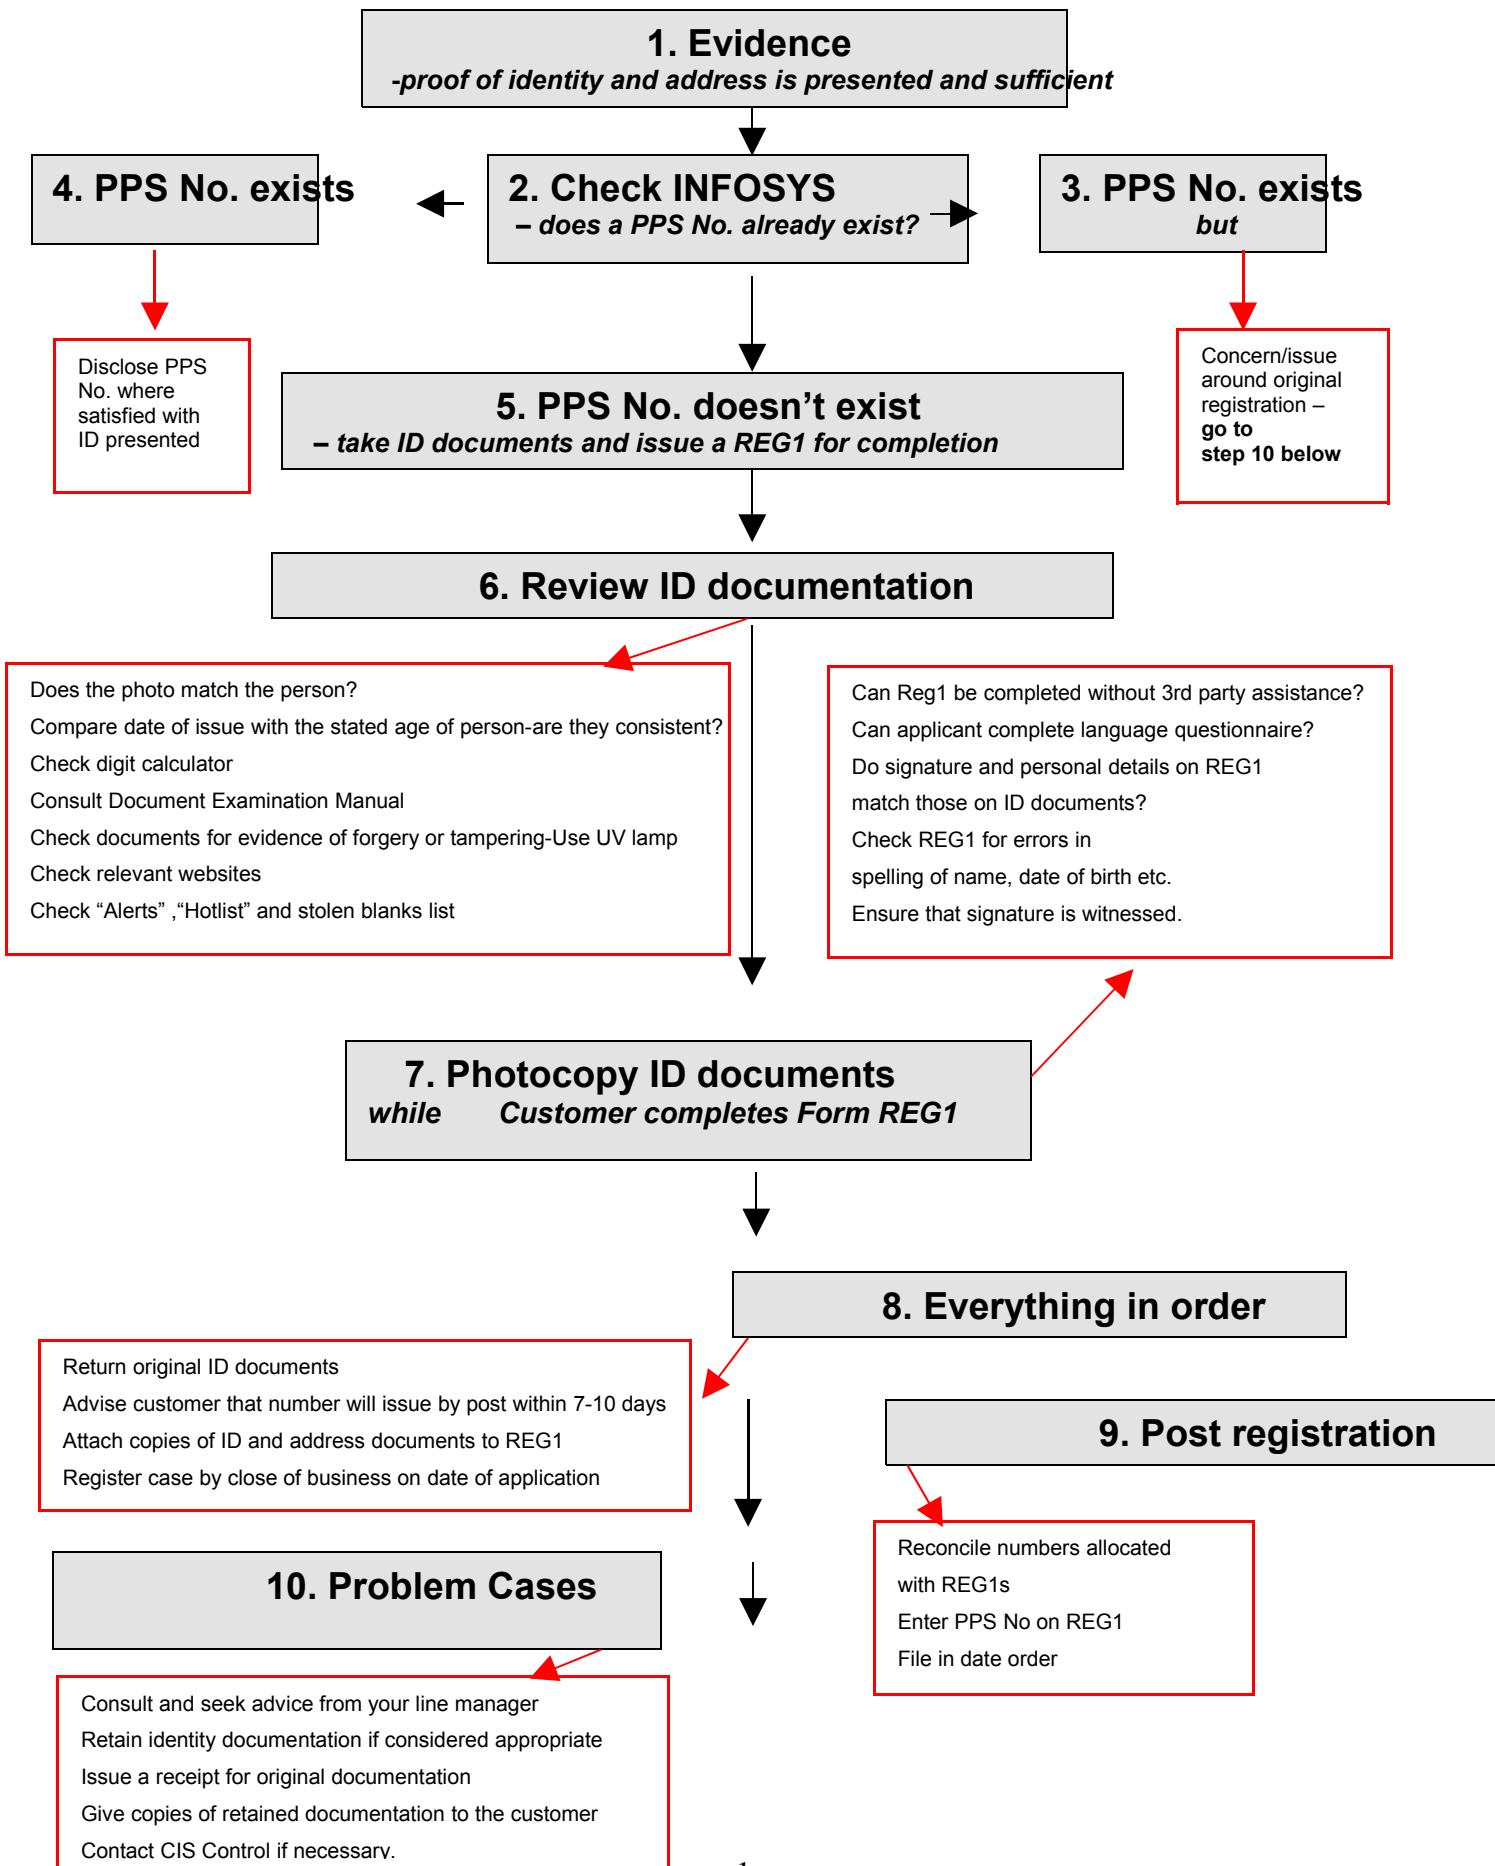 1. Evidence
-proof of identity and address is presented and sufficient
4. PPS No. exists
2. Check INFOSYS
– does a PPS No. already exist?
3. PPS No. exists
but
Disclose PPS
No. where
satisfied with
ID presented
Concern/issue
around original
registration –
go to
step 10 below
5. PPS No. doesn’t exist
– take ID documents and issue a REG1 for completion
6. Review ID documentation
Does the photo match the person?
Compare date of issue with the stated age of person-are they consistent?
Check digit calculator
Consult Document Examination Manual
Check documents for evidence of forgery or tampering-Use UV lamp
Check relevant websites
Check “Alerts” ,“Hotlist” and stolen blanks list
Can Reg1 be completed without 3rd party assistance?
Can applicant complete language questionnaire?
Do signature and personal details on REG1
match those on ID documents?
Check REG1 for errors in
spelling of name, date of birth etc.
Ensure that signature is witnessed.
7. Photocopy ID documents
while Customer completes Form REG1
8. Everything in order
Return original ID documents
Advise customer that number will issue by post within 7-10 days
Attach copies of ID and address documents to REG1
Register case by close of business on date of application
9. Post registration
Reconcile numbers allocated
with REG1s
Enter PPS No on REG1
File in date order
10. Problem Cases
Consult and seek advice from your line manager
Retain identity documentation if considered appropriate
Issue a receipt for original documentation
Give copies of retained documentation to the customer
Contact CIS Control if necessary.
1